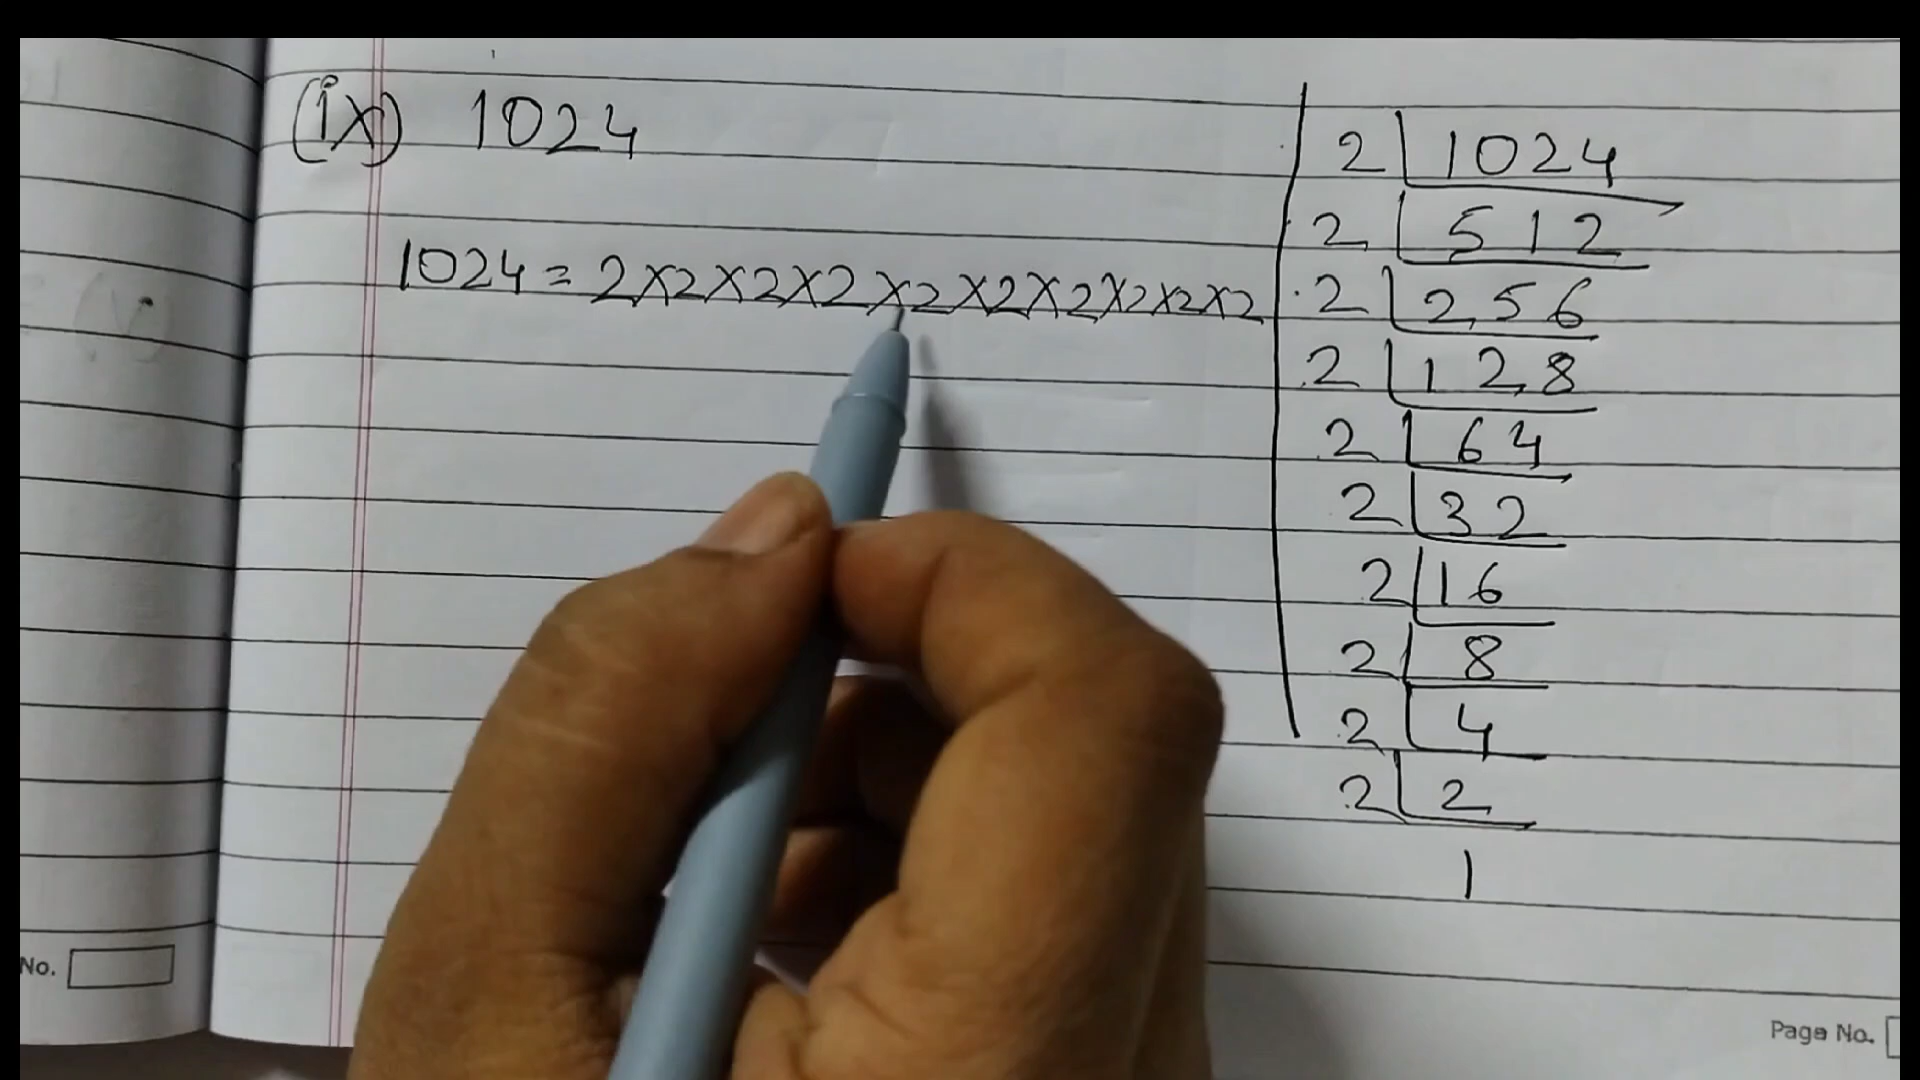 (ix) 1024
1024 = 2×2×2×2×2×2×2×2×2×2
2 1024
2 512
2 256
2 128
2 64
2 32
2 16
2 8
2 4
2 2
1
No.
Page No.